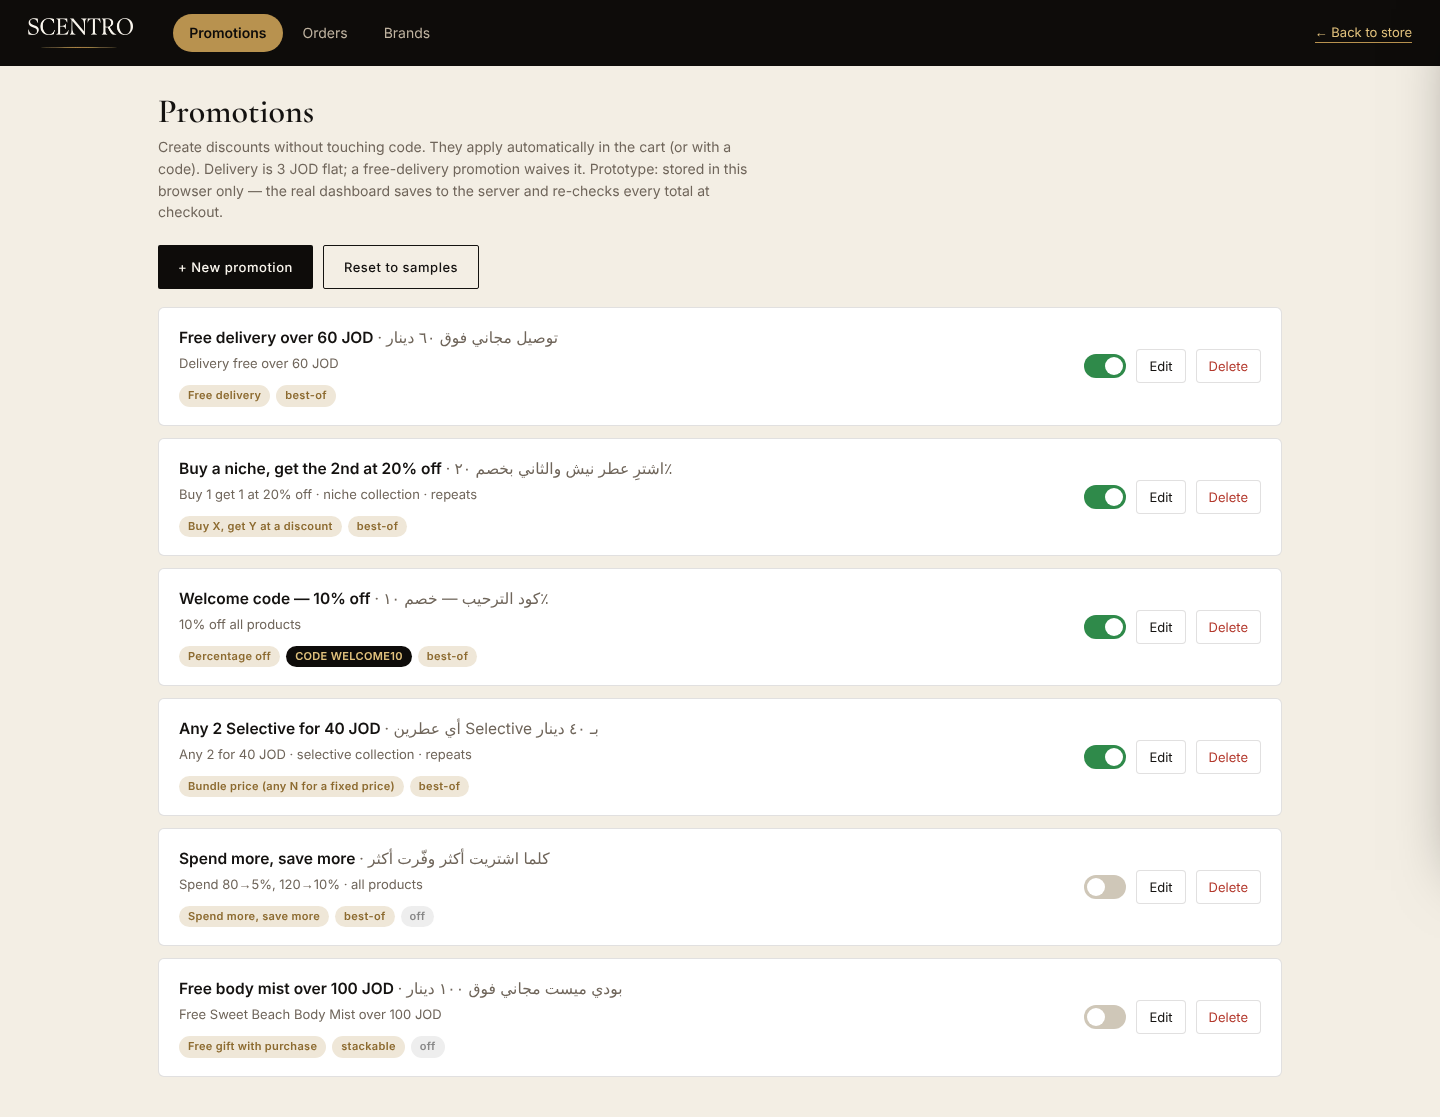 SCENTRO
Promotions
Orders
Brands
← Back to store
Promotions
Create discounts without touching code. They apply automatically in the cart (or with a
code). Delivery is 3 JOD flat; a free-delivery promotion waives it. Prototype: stored in this
browser only — the real dashboard saves to the server and re-checks every total at
checkout.
+ New promotion
Reset to samples
Free delivery over 60 JOD · توصيل مجاني فوق ٦٠ دينار
Delivery free over 60 JOD
Free delivery
best-of
Edit
Delete
Buy a niche, get the 2nd at 20% off · اشترِ عطر نيش والثاني بخصم ٢٠٪
Buy 1 get 1 at 20% off · niche collection · repeats
Buy X, get Y at a discount
best-of
Edit
Delete
Welcome code — 10% off · كود الترحيب — خصم ١٠٪
10% off all products
Percentage off
CODE WELCOME10
best-of
Edit
Delete
Any 2 Selective for 40 JOD · أي عطرين Selective بـ ٤٠ دينار
Any 2 for 40 JOD · selective collection · repeats
Bundle price (any N for a fixed price)
best-of
Edit
Delete
Spend more, save more · كلما اشتريت أكثر وفّرت أكثر
Spend 80→5%, 120→10% · all products
Spend more, save more
best-of
off
Edit
Delete
Free body mist over 100 JOD · بودي ميست مجاني فوق ١٠٠ دينار
Free Sweet Beach Body Mist over 100 JOD
Free gift with purchase
stackable
off
Edit
Delete